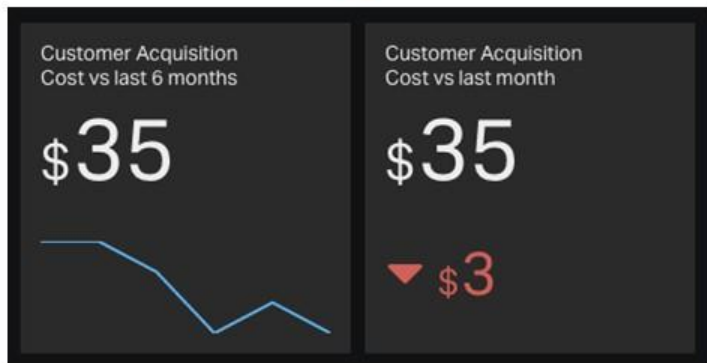 Customer Acquisition
Cost vs last 6 months
$35
Customer Acquisition
Cost vs last month
$35
$3